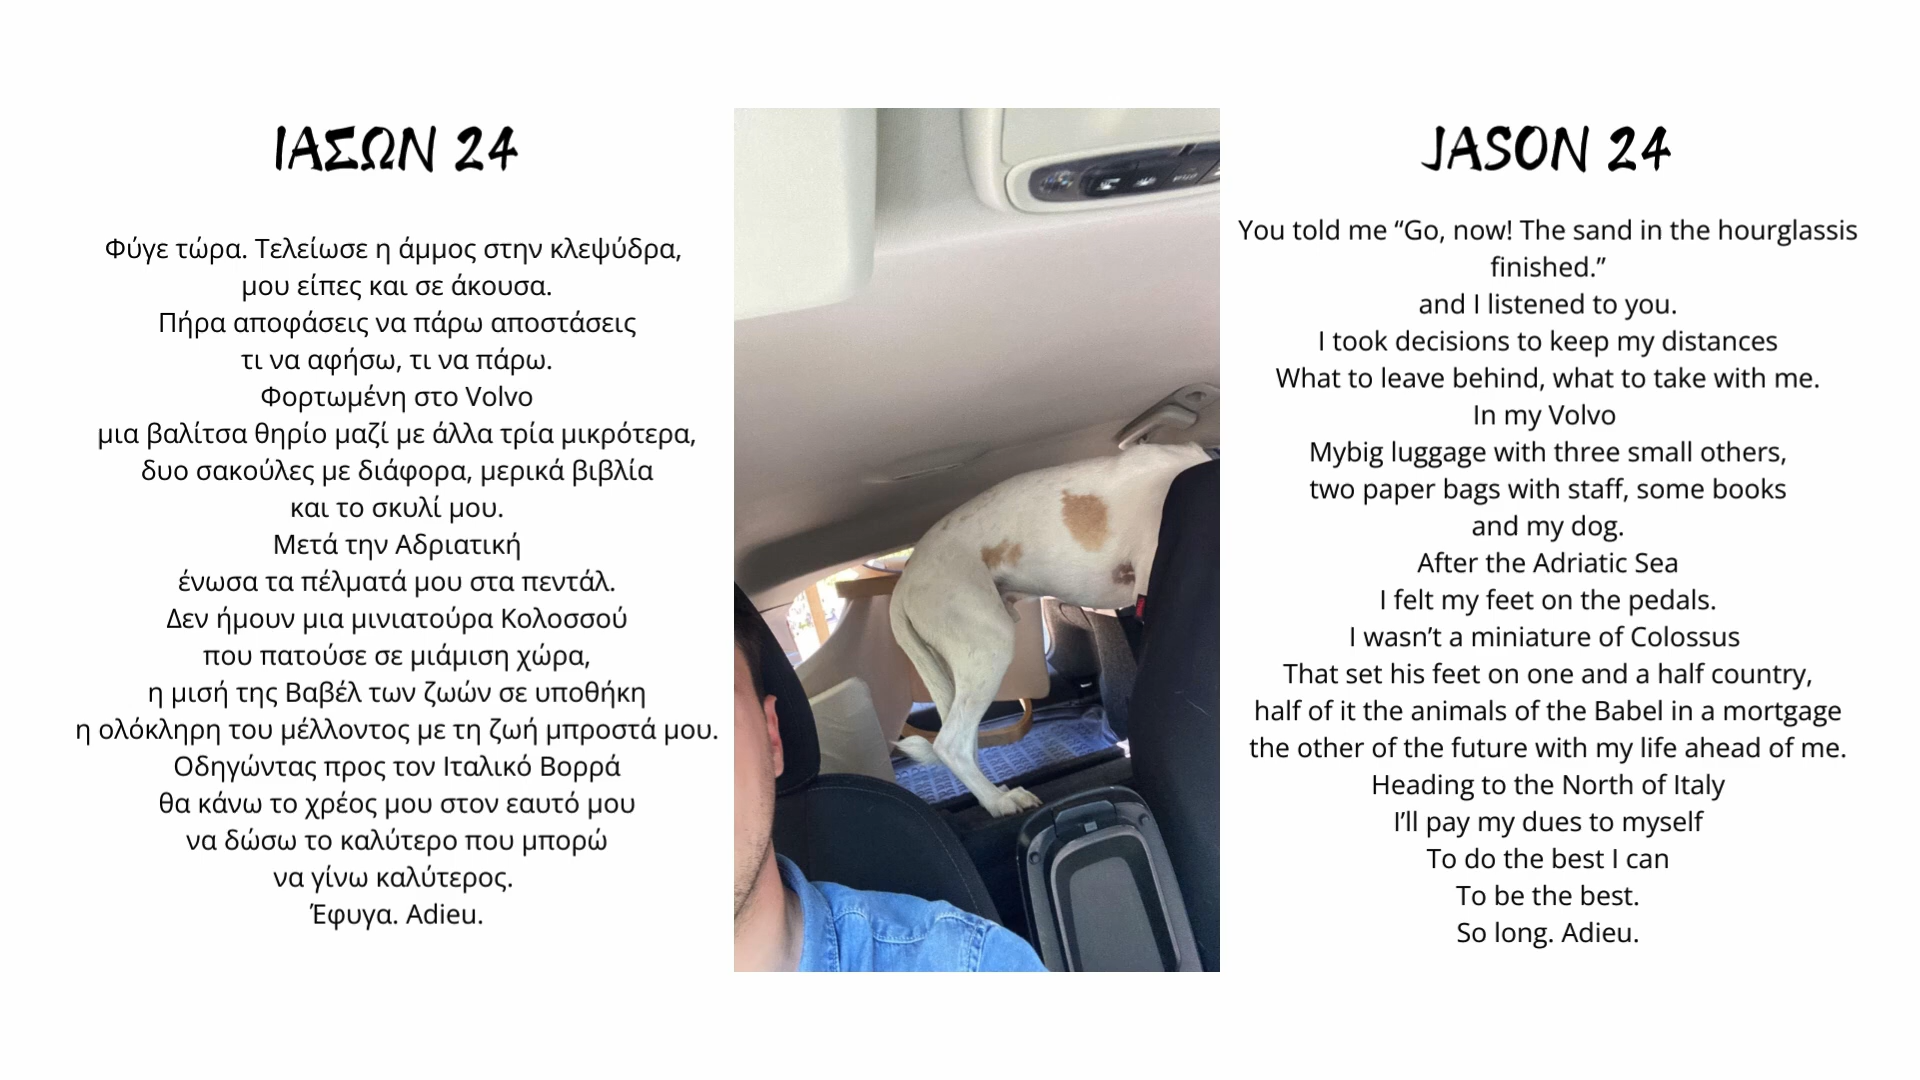 ΙΑΣΩΝ 24
Φύγε τώρα. Τελείωσε η άμμος στην κλεψύδρα,
μου είπες και σε άκουσα.
Πήρα αποφάσεις να πάρω αποστάσεις
τι να αφήσω, τι να πάρω.
Φορτωμένη στο Volvo
μια βαλίτσα θηρίο μαζί με άλλα τρία μικρότερα,
δυο σακούλες με διάφορα, μερικά βιβλία
και το σκυλί μου.
Μετά την Αδριατική
ένωσα τα πέλματά μου στα πεντάλ.
Δεν ήμουν μια μινιατούρα Κολοσσού
που πατούσε σε μιάμιση χώρα,
η μισή της Βαβέλ των ζωών σε υποθήκη
η ολόκληρη του μέλλοντος με τη ζωή μπροστά μου.
Οδηγώντας προς τον Ιταλικό Βορρά
θα κάνω το χρέος μου στον εαυτό μου
να δώσω το καλύτερο που μπορώ
να γίνω καλύτερος.
Έφυγα. Adieu.
JASON 24
You told me “Go, now! The sand in the hourglassis
finished.”
and I listened to you.
I took decisions to keep my distances
What to leave behind, what to take with me.
In my Volvo
Mybig luggage with three small others,
two paper bags with staff, some books
and my dog.
After the Adriatic Sea
I felt my feet on the pedals.
I wasn’t a miniature of Colossus
That set his feet on one and a half country,
half of it the animals of the Babel in a mortgage
the other of the future with my life ahead of me.
Heading to the North of Italy
I’ll pay my dues to myself
To do the best I can
To be the best.
So long. Adieu.